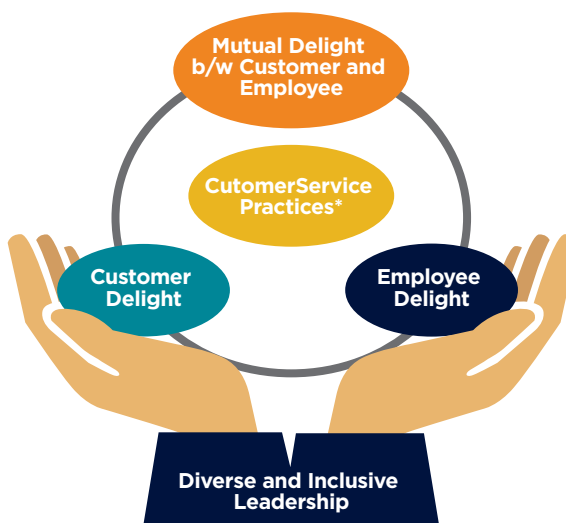 Mutual Delight
b/w Customer and
Employee
CutomerService
Practices*
Customer
Delight
Employee
Delight
Diverse and Inclusive
Leadership